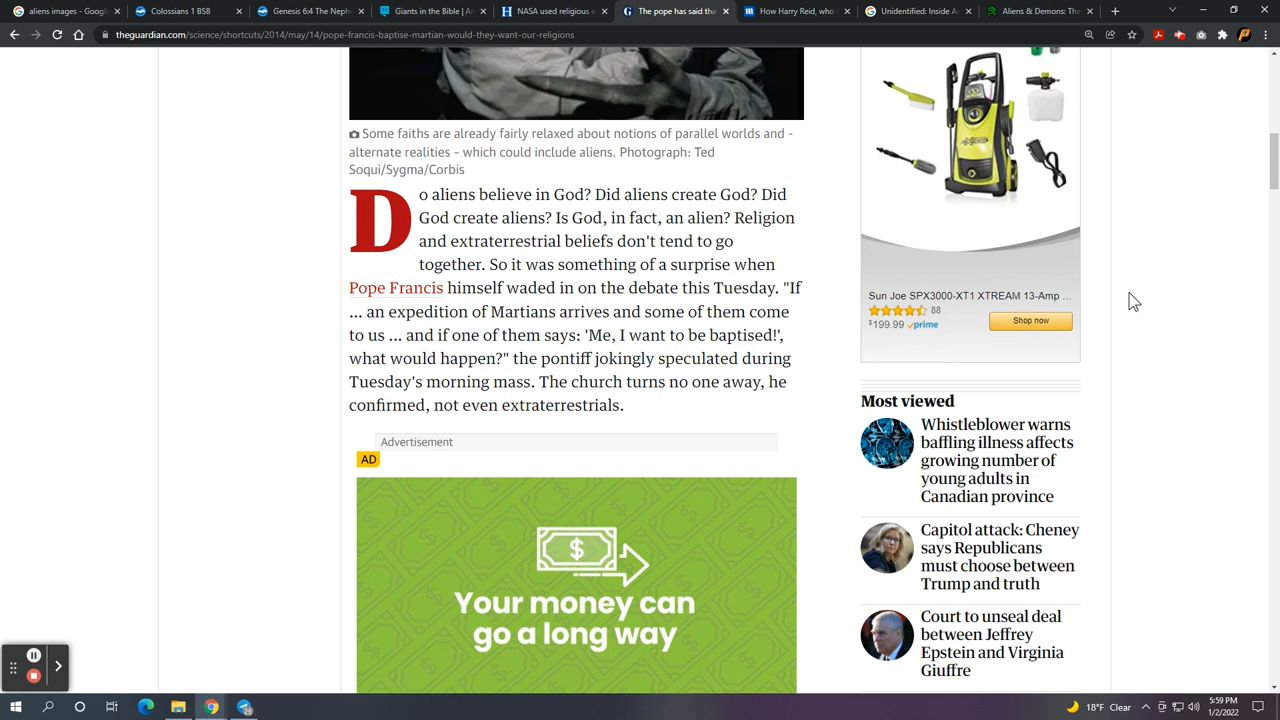 aliens images - Google
Colossians 1 BSB
Genesis 6:4 The Neph
Giants in the Bible | An
NASA used religious e
The pope has said tha
How Harry Reid, who
Unidentified: Inside A
Aliens & Demons: The
theguardian.com/science/shortcuts/2014/may/14/pope-francis-baptise-martian-would-they-want-our-religions
Some faiths are already fairly relaxed about notions of parallel worlds and -
alternate realities – which could include aliens. Photograph: Ted
Soqui/Sygma/Corbis
Do aliens believe in God? Did aliens create God? Did
God create aliens? Is God, in fact, an alien? Religion
and extraterrestrial beliefs don't tend to go
together. So it was something of a surprise when
Pope Francis himself waded in on the debate this Tuesday. "If
... an expedition of Martians arrives and some of them come
to us ... and if one of them says: 'Me, I want to be baptised!',
what would happen?" the pontiff jokingly speculated during
Tuesday's morning mass. The church turns no one away, he
confirmed, not even extraterrestrials.
Advertisement
AD
$
Your money can
go a long way
Sun Joe SPX3000-XT1 XTREAM 13-Amp ...
88
$199.99 prime
Shop now
Most viewed
Whistleblower warns
baffling illness affects
growing number of
young adults in
Canadian province
Capitol attack: Cheney
says Republicans
must choose between
Trump and truth
Court to unseal deal
between Jeffrey
Epstein and Virginia
Giuffre
18°F Clear
5:59 PM
1/2/2022